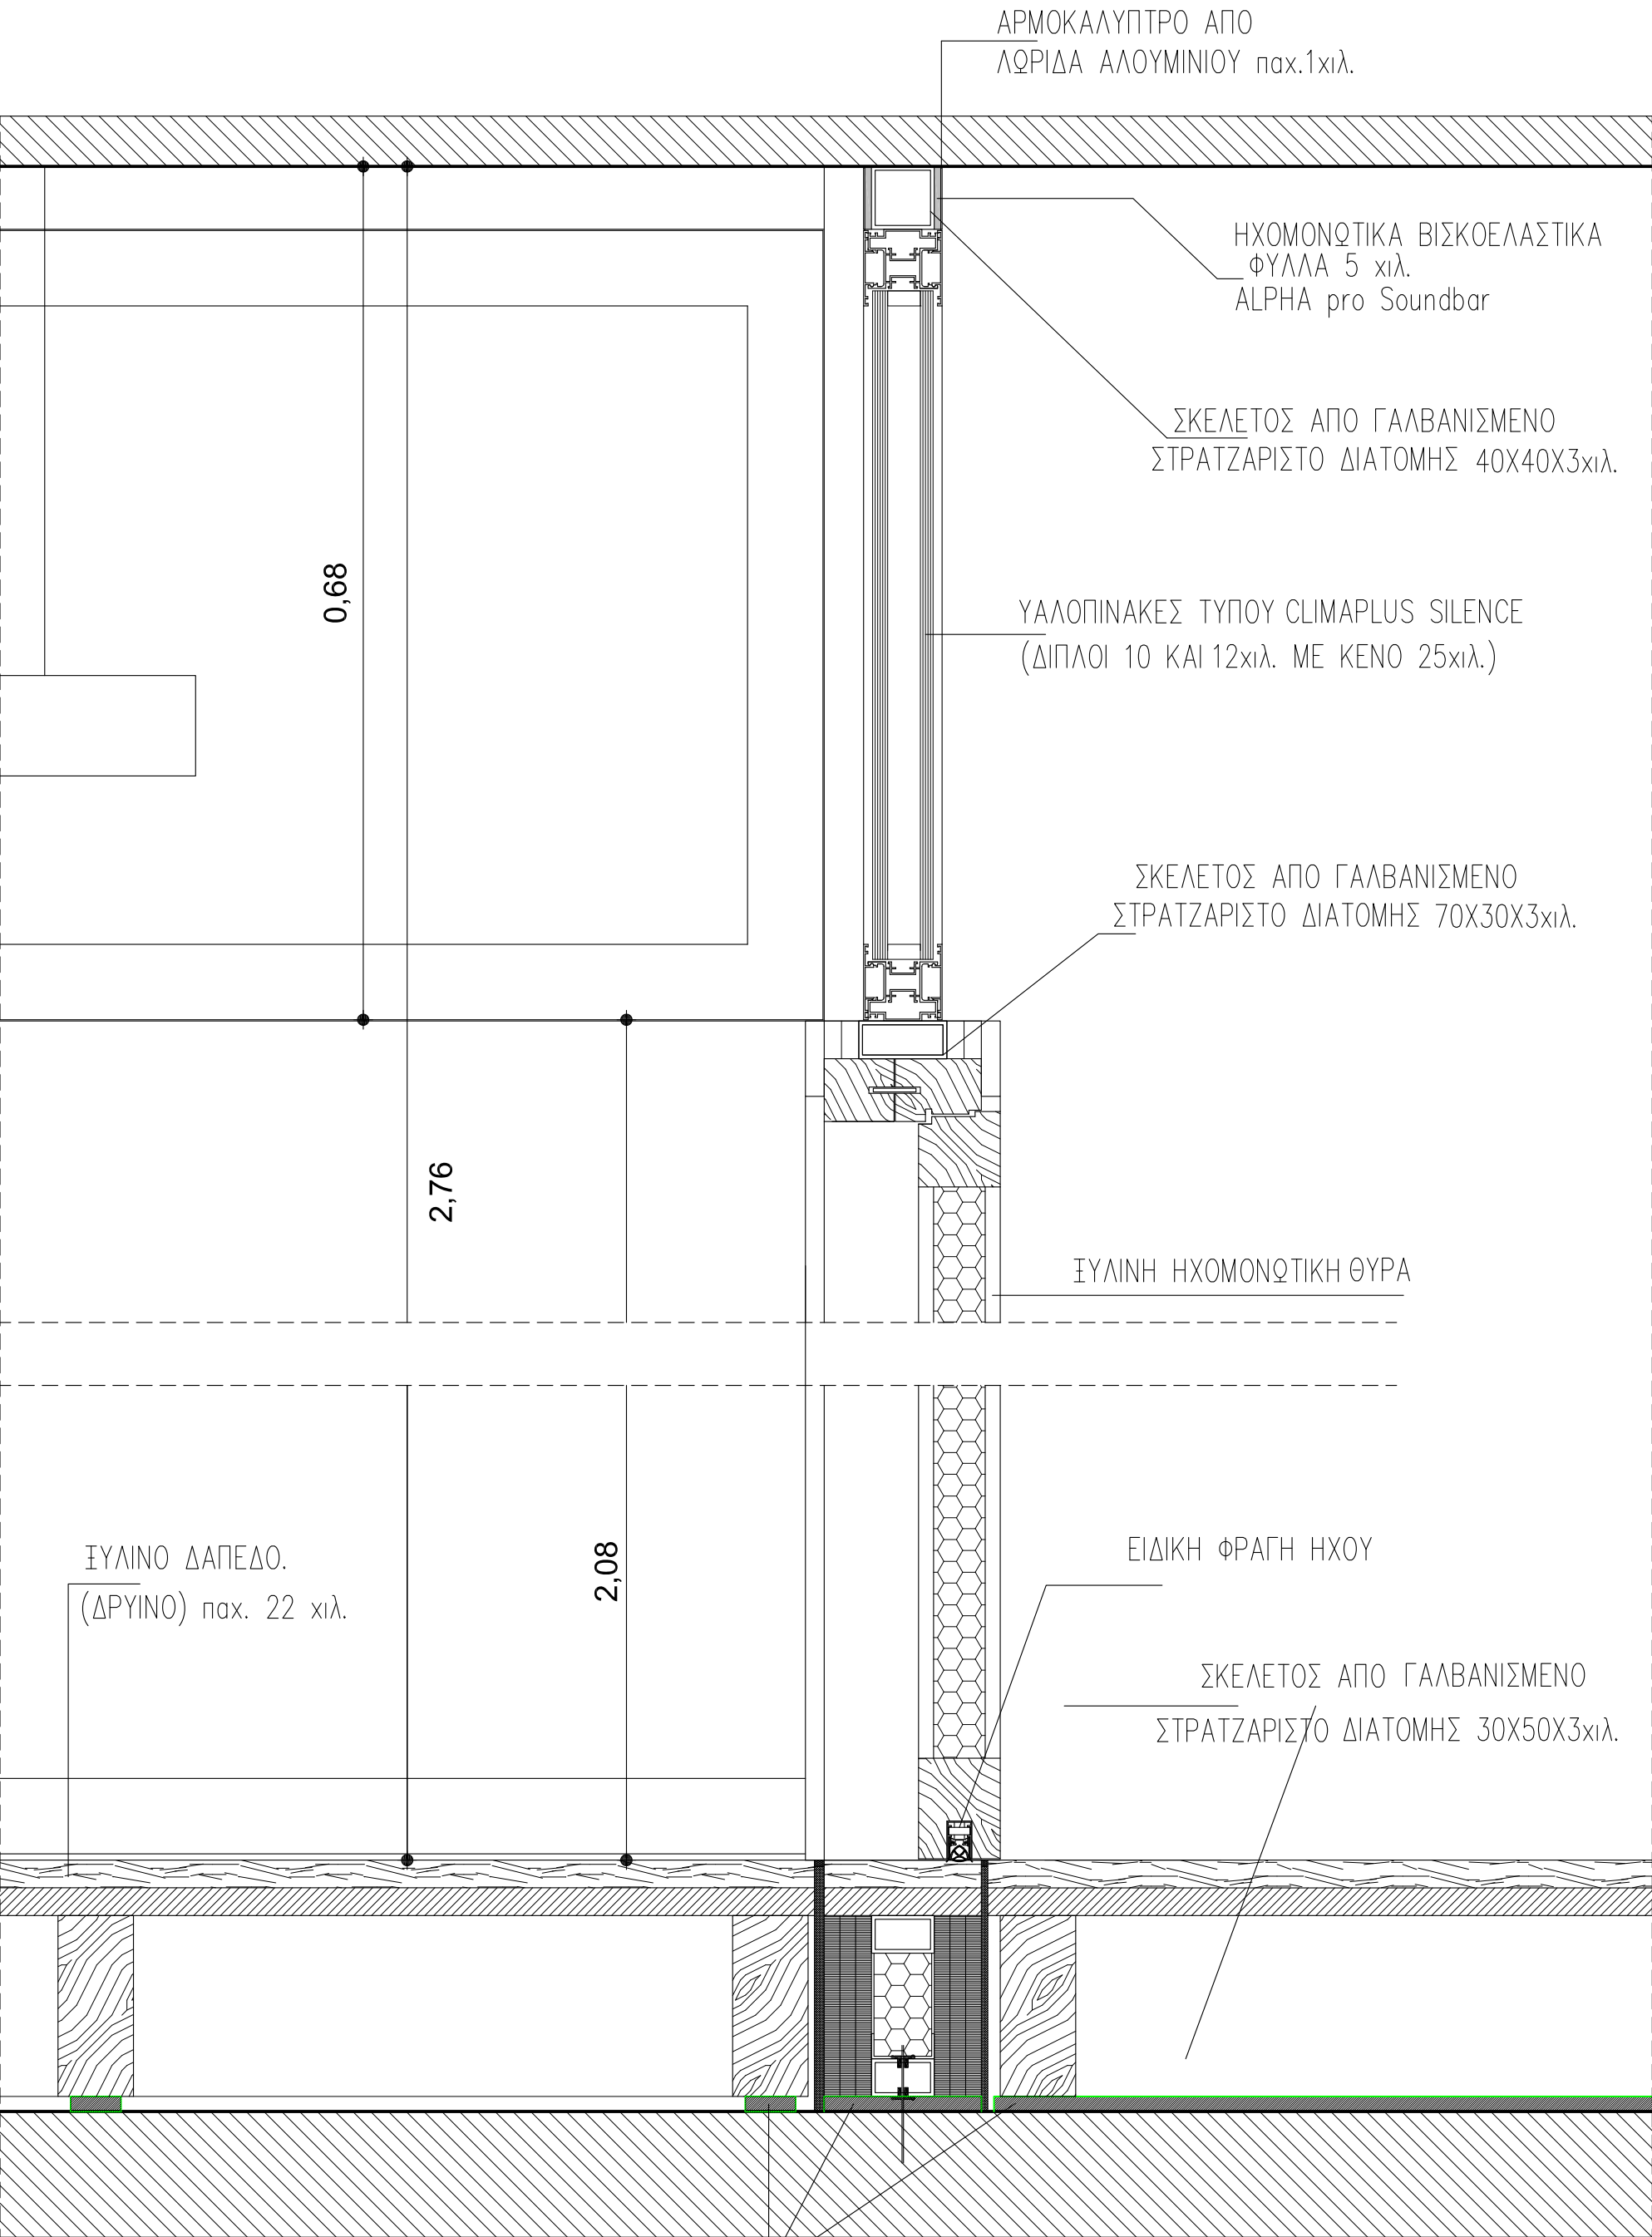 ΑΡΜΟΚΑΛΥΠΤΡΟ ΑΠΟ
ΛΩΡΙΔΑ ΑΛΟΥΜΙΝΙΟΥ παχ.1χιλ.
ΗΧΟΜΟΝΩΤΙΚΑ ΒΙΣΚΟΕΛΑΣΤΙΚΑ
ΦΥΛΛΑ 5 χιλ.
ALPHA pro Soundbar
ΣΚΕΛΕΤΟΣ ΑΠΟ ΓΑΛΒΑΝΙΣΜΕΝΟ
ΣΤΡΑΤΖΑΡΙΣΤΟ ΔΙΑΤΟΜΗΣ 40Χ40Χ3χιλ.
0,68
ΥΑΛΟΠΙΝΑΚΕΣ ΤΥΠΟΥ CLIMAPLUS SILENCE
(ΔΙΠΛΟΙ 10 ΚΑΙ 12χιλ. ΜΕ ΚΕΝΟ 25χιλ.)
ΣΚΕΛΕΤΟΣ ΑΠΟ ΓΑΛΒΑΝΙΣΜΕΝΟ
ΣΤΡΑΤΖΑΡΙΣΤΟ ΔΙΑΤΟΜΗΣ 70Χ30Χ3χιλ.
2,76
ΞΥΛΙΝΗ ΗΧΟΜΟΝΩΤΙΚΗ ΘΥΡΑ
ΕΙΔΙΚΗ ΦΡΑΓΗ ΗΧΟΥ
ΞΥΛΙΝΟ ΔΑΠΕΔΟ.
(ΔΡΥΙΝΟ) παχ. 22 χιλ.
2,08
ΣΚΕΛΕΤΟΣ ΑΠΟ ΓΑΛΒΑΝΙΣΜΕΝΟ
ΣΤΡΑΤΖΑΡΙΣΤΟ ΔΙΑΤΟΜΗΣ 30Χ50Χ3χιλ.